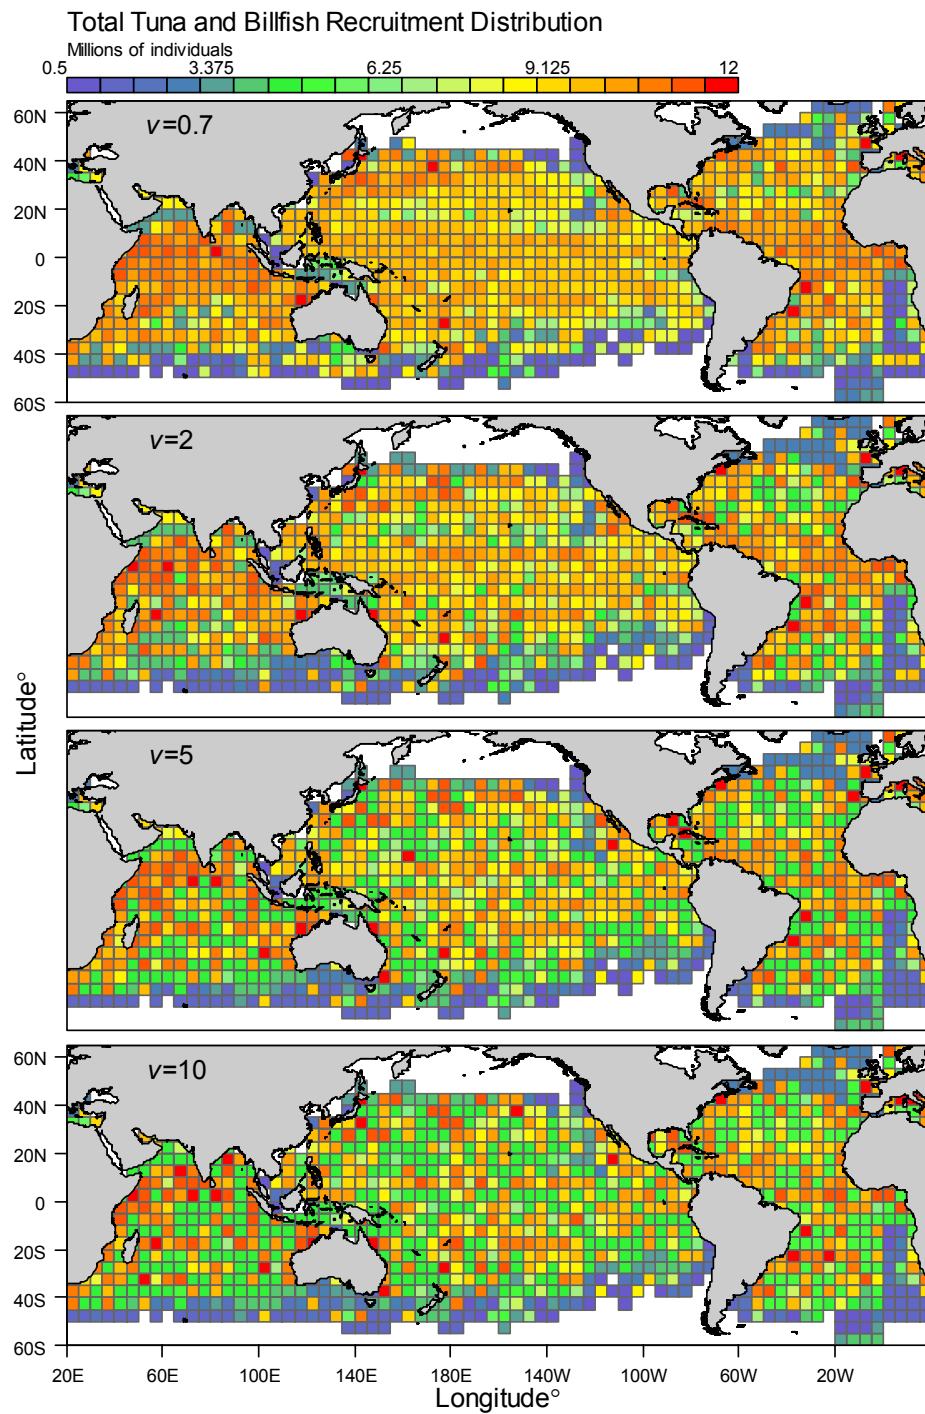 Total Tuna and Billfish Recruitment Distribution
Millions of individuals
0.5 3.375 6.25 9.125 12
60N
v=0.7
40N
20N
0
20S
40S
60S
v=2
Latitude°
v=5
60N
v=10
40N
20N
0
20S
40S
60S
20E 60E 100E 140E 180E 140W 100W 60W 20W
Longitude°